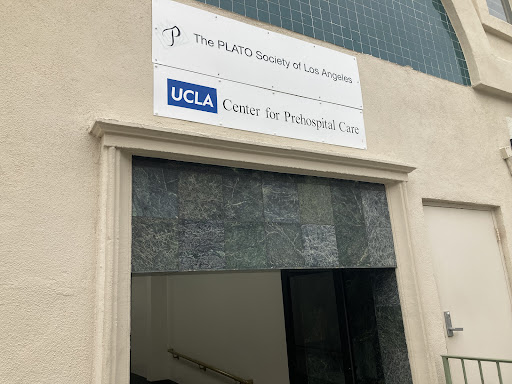 P
The PLATO Society of Los Angeles
UCLA Center for Prehospital Care